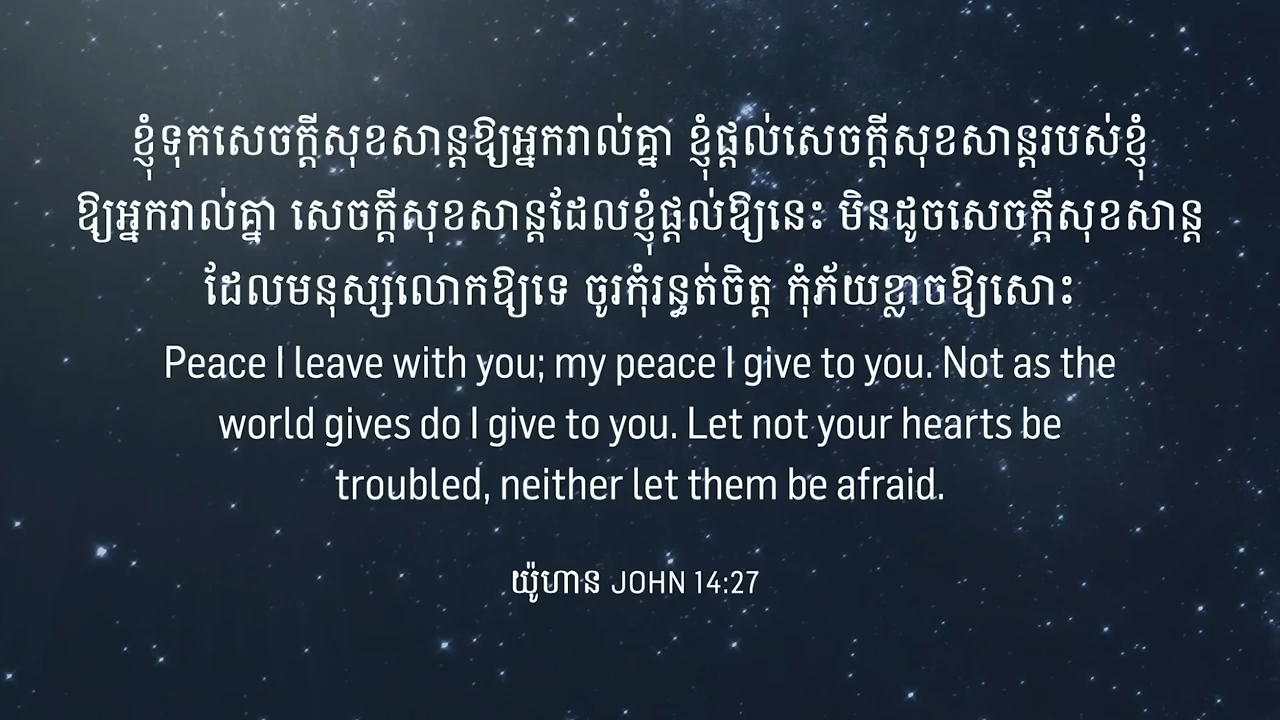 ខ្ញុំទុកសេចក្ដីសុខសាន្តឱ្យអ្នករាល់គ្នា ខ្ញុំផ្ដល់សេចក្ដីសុខសាន្តរបស់ខ្ញុំ
ឱ្យអ្នករាល់គ្នា សេចក្ដីសុខសាន្តដែលខ្ញុំផ្ដល់ឱ្យនេះ មិនដូចសេចក្ដីសុខសាន្ត
ដែលមនុស្សលោកឱ្យទេ ចូរកុំរន្ធត់ចិត្ត កុំភ័យខ្លាចឱ្យសោះ
Peace I leave with you; my peace I give to you. Not as the
world gives do I give to you. Let not your hearts be
troubled, neither let them be afraid.
យ៉ូហាន JOHN 14:27